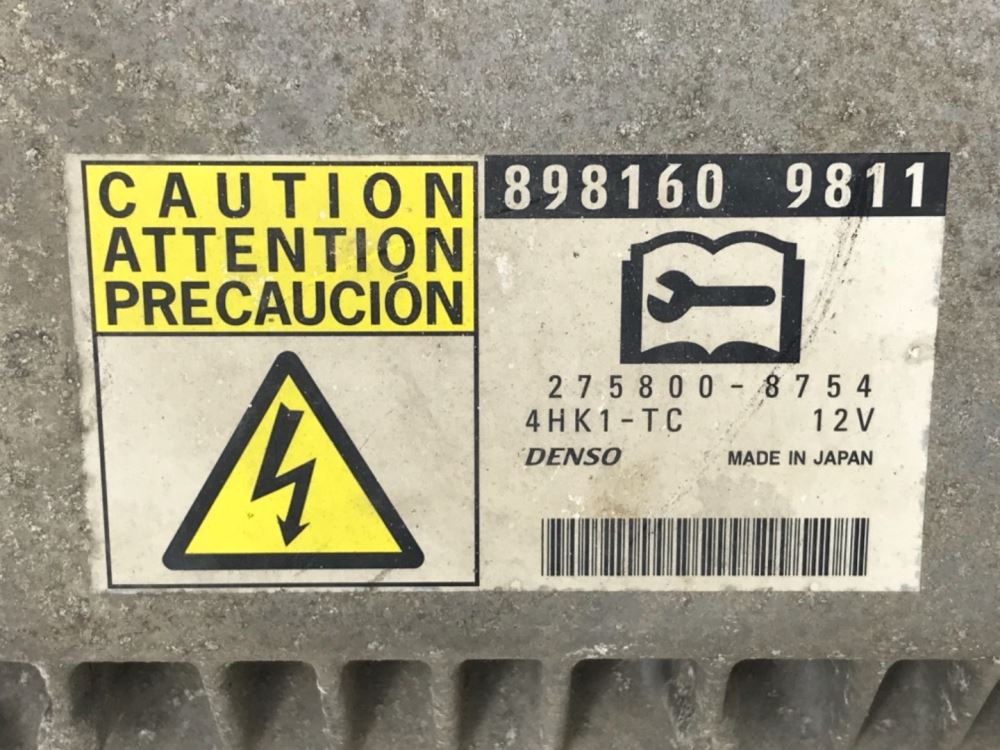 CAUTION
ATTENTION
PRECAUCIÓN
898160 9811
275800-8754
4HK1-TC 12V
DENSO MADE IN JAPAN